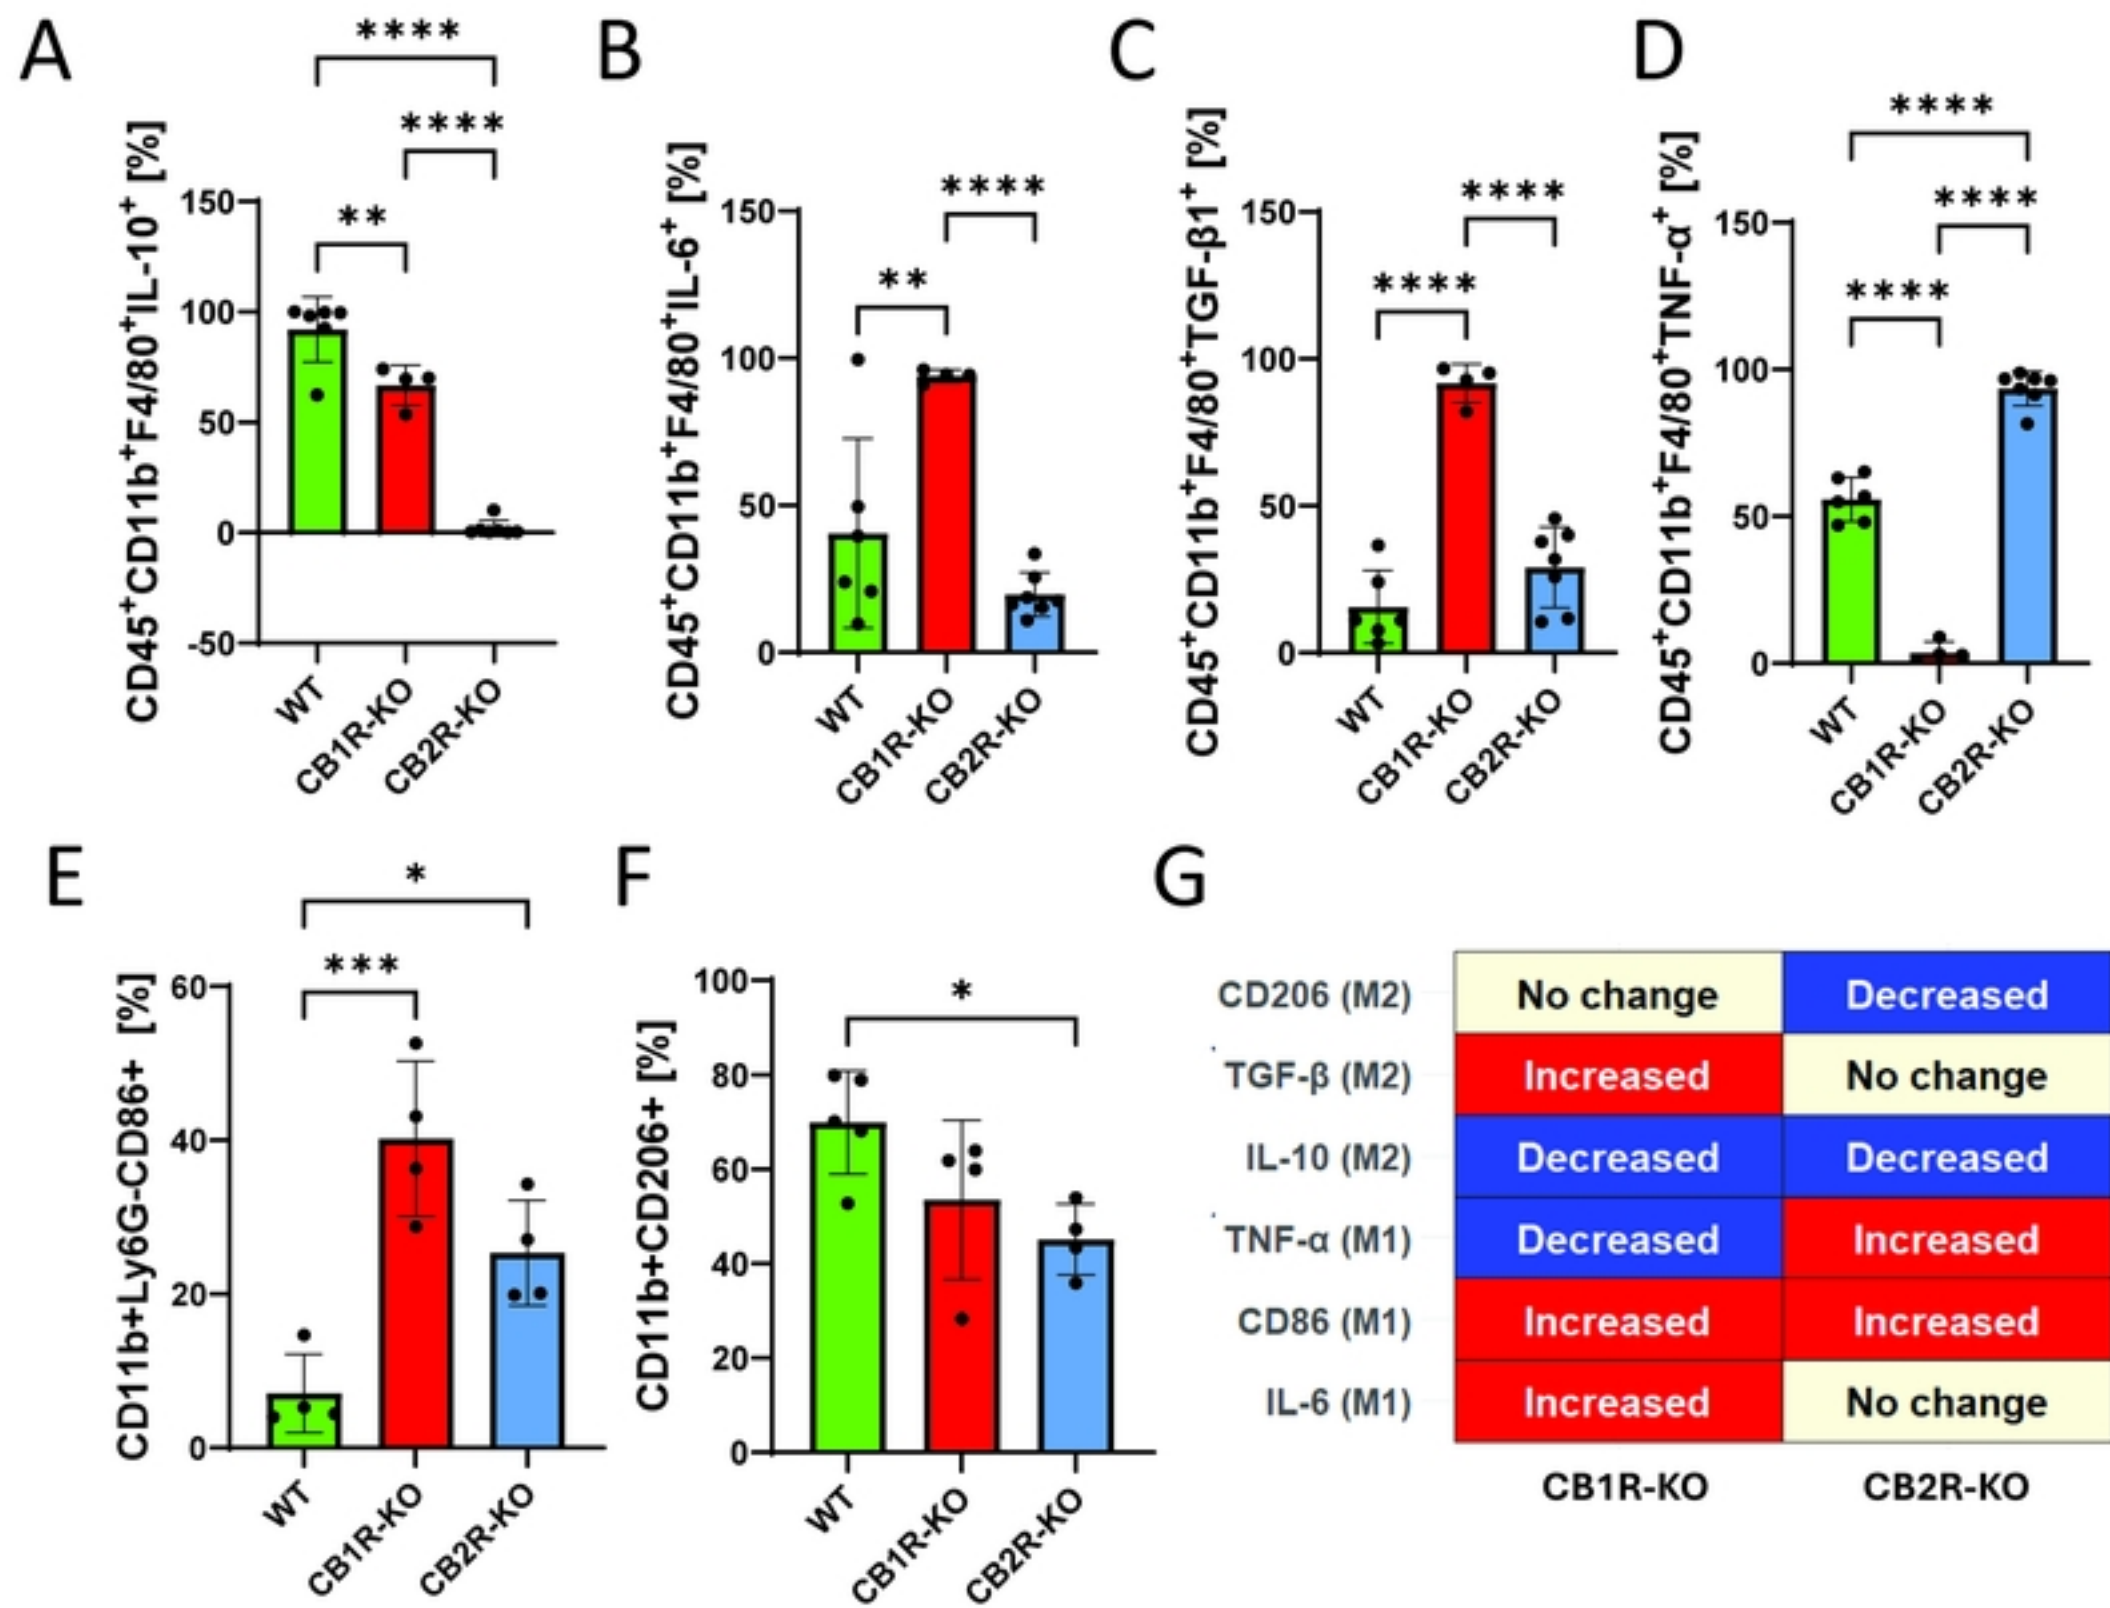 A
CD45⁺CD11b⁺F4/80⁺IL-10⁺ [%]
****
****
**
150
100
50
0
-50
WT
CB1R-KO
CB2R-KO
B
CD45⁺CD11b⁺F4/80⁺IL-6⁺ [%]
****
**
150
100
50
0
WT
CB1R-KO
CB2R-KO
C
CD45⁺CD11b⁺F4/80⁺TGF-β1⁺ [%]
****
****
150
100
50
0
WT
CB1R-KO
CB2R-KO
D
CD45⁺CD11b⁺F4/80⁺TNF-α⁺ [%]
****
****
****
150
100
50
0
WT
CB1R-KO
CB2R-KO
E
CD11b+Ly6G-CD86+ [%]
*
***
60
40
20
0
WT
CB1R-KO
CB2R-KO
F
CD11b+CD206+ [%]
*
100
80
60
40
20
0
WT
CB1R-KO
CB2R-KO
G
CD206 (M2) No change Decreased
TGF-β (M2) Increased No change
IL-10 (M2) Decreased Decreased
TNF-α (M1) Decreased Increased
CD86 (M1) Increased Increased
IL-6 (M1) Increased No change
CB1R-KO CB2R-KO